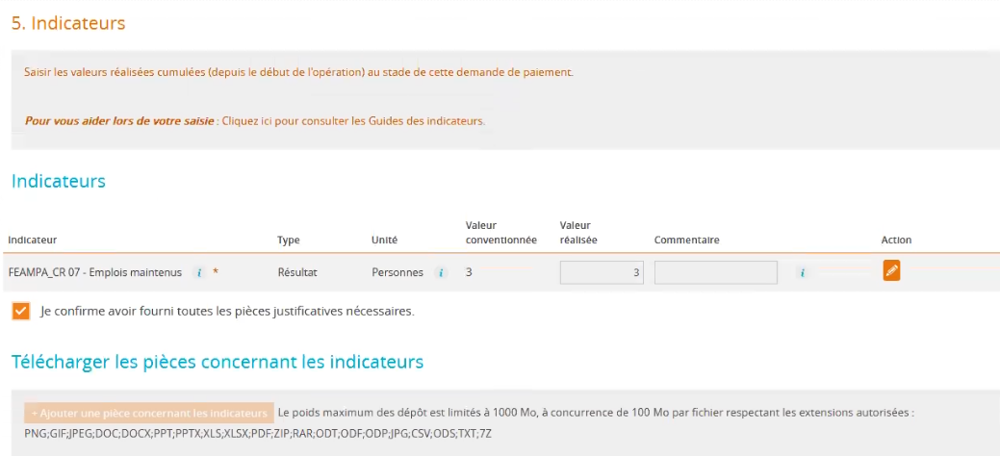 5. Indicateurs
Saisir les valeurs réalisées cumulées (depuis le début de l'opération) au stade de cette demande de paiement.
Pour vous aider lors de votre saisie : Cliquez ici pour consulter les Guides des indicateurs.
Indicateurs
Indicateur Type Unité Valeur conventionnée Valeur réalisée Commentaire Action
FEAMPA_CR 07 - Emplois maintenus i * Résultat Personnes i 3 3 i
Je confirme avoir fourni toutes les pièces justificatives nécessaires.
Télécharger les pièces concernant les indicateurs
+ Ajouter une pièce concernant les indicateurs Le poids maximum des dépôt est limités à 1000 Mo, à concurrence de 100 Mo par fichier respectant les extensions autorisées :
PNG;GIF;JPEG;DOC;DOCX;PPT;PPTX;XLS;XLSX;PDF;ZIP;RAR;ODT;ODF;ODP;JPG;CSV;ODS;TXT;7Z